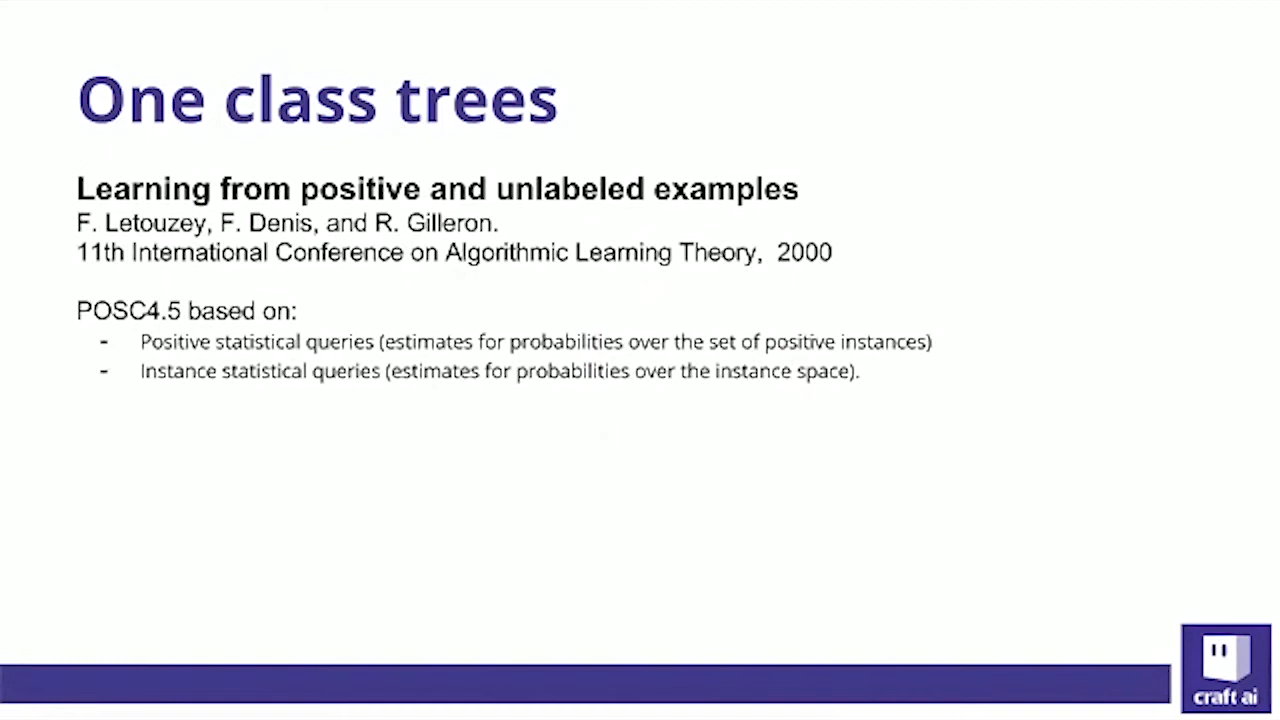 One class trees
Learning from positive and unlabeled examples
F. Letouzey, F. Denis, and R. Gilleron.
11th International Conference on Algorithmic Learning Theory, 2000
POSC4.5 based on:
- Positive statistical queries (estimates for probabilities over the set of positive instances)
- Instance statistical queries (estimates for probabilities over the instance space).
craft ai